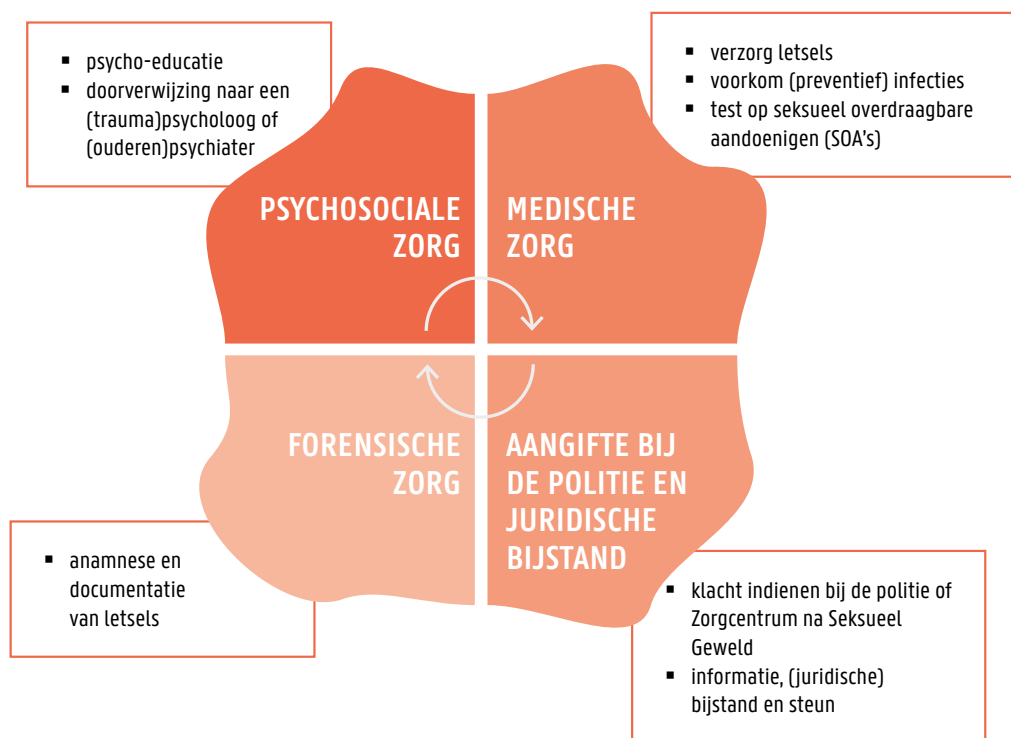 ▪ psycho-educatie
▪ doorverwijzing naar een
(trauma)psycholoog of
(ouderen)psychiater
▪ verzorg letsels
▪ voorkom (preventief) infecties
▪ test op seksueel overdraagbare
aandoenigen (SOA's)
PSYCHOSOCIALE
ZORG
MEDISCHE
ZORG
FORENSISCHE
ZORG
AANGIFTE BIJ
DE POLITIE EN
JURIDISCHE
BIJSTAND
▪ anamnese en
documentatie
van letsels
▪ klacht indienen bij de politie of
Zorgcentrum na Seksueel
Geweld
▪ informatie, (juridische)
bijstand en steun